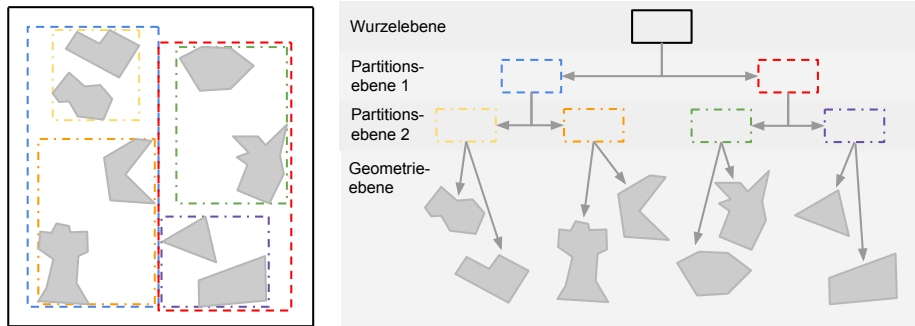 Wurzelebene
Partitions-
ebene 1
Partitions-
ebene 2
Geometrie-
ebene